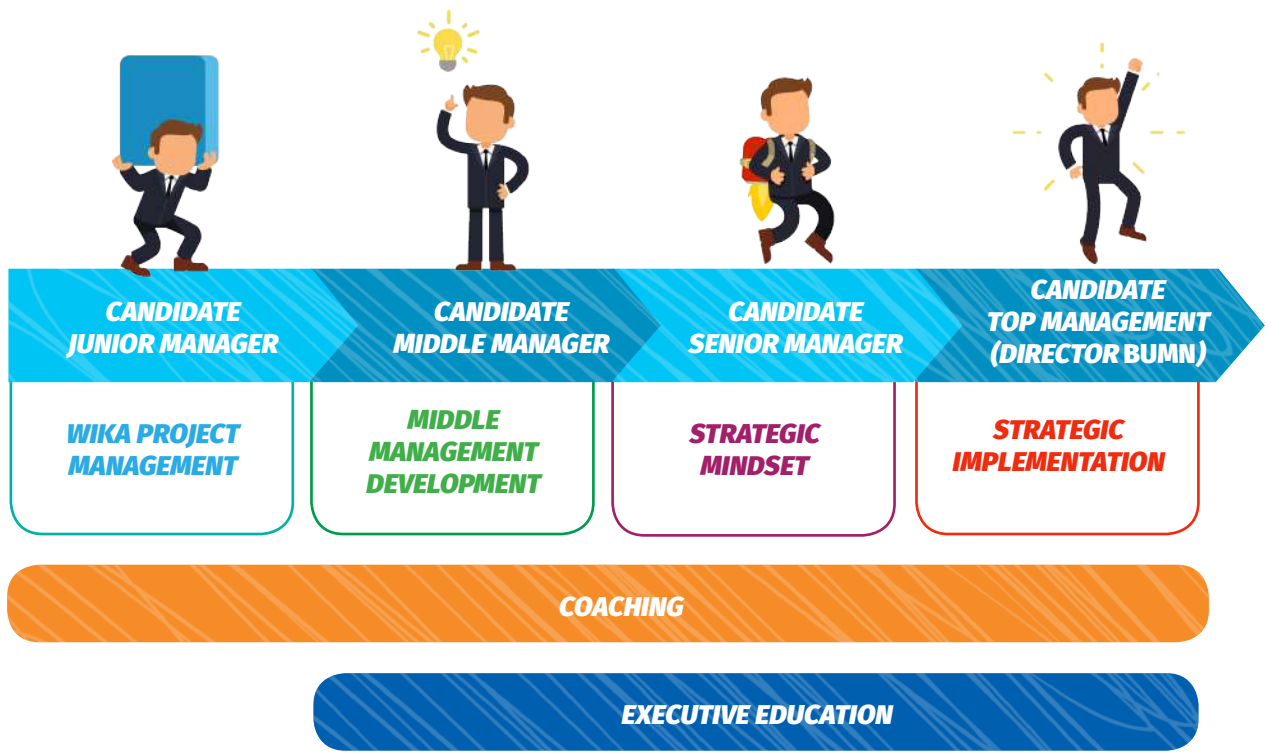 CANDIDATE
JUNIOR MANAGER
CANDIDATE
MIDDLE MANAGER
CANDIDATE
SENIOR MANAGER
CANDIDATE
TOP MANAGEMENT
(DIRECTOR BUMN)
WIKA PROJECT
MANAGEMENT
MIDDLE
MANAGEMENT
DEVELOPMENT
STRATEGIC
MINDSET
STRATEGIC
IMPLEMENTATION
COACHING
EXECUTIVE EDUCATION